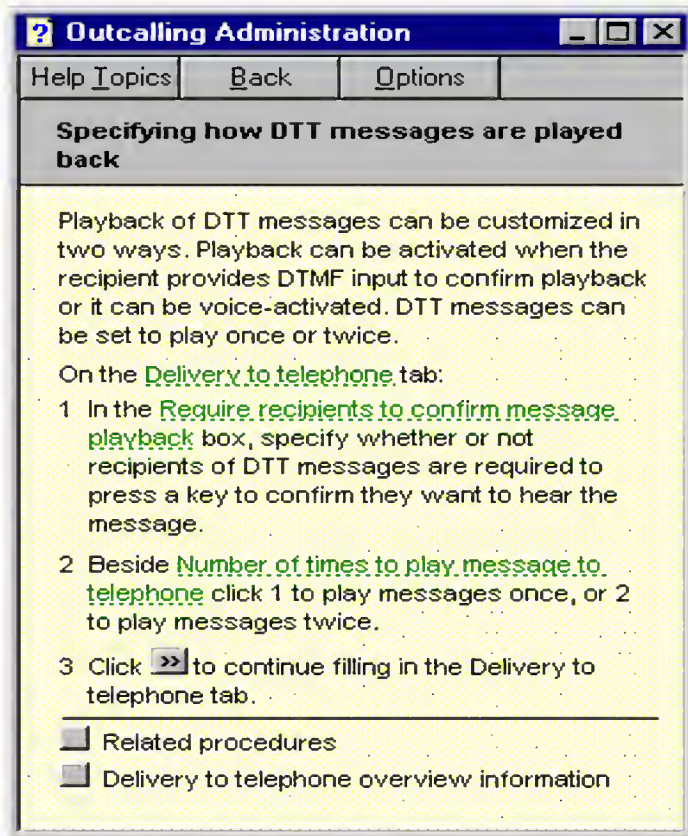 Outcalling Administration
Help Topics Back Options
Specifying how DTT messages are played
back
Playback of DTT messages can be customized in
two ways. Playback can be activated when the
recipient provides DTMF input to confirm playback
or it can be voice-activated. DTT messages can
be set to play once or twice.
On the Delivery to telephone tab:
1 In the Require recipients to confirm message
playback box, specify whether or not
recipients of DTT messages are required to
press a key to confirm they want to hear the
message.
2 Beside Number of times to play message to
telephone click 1 to play messages once, or 2
to play messages twice.
3 Click >> to continue filling in the Delivery to
telephone tab.
Related procedures
Delivery to telephone overview information